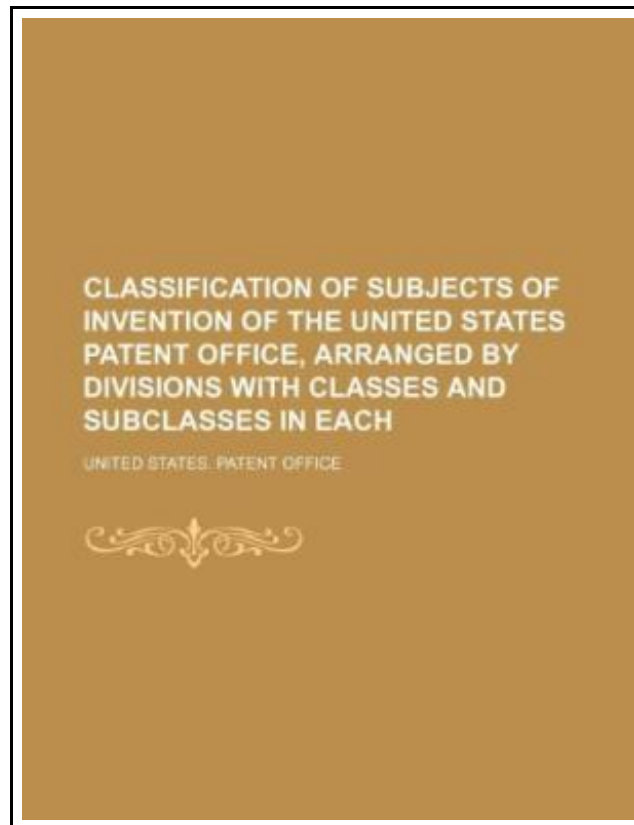 CLASSIFICATION OF SUBJECTS OF
INVENTION OF THE UNITED STATES
PATENT OFFICE, ARRANGED BY
DIVISIONS WITH CLASSES AND
SUBCLASSES IN EACH
UNITED STATES. PATENT OFFICE